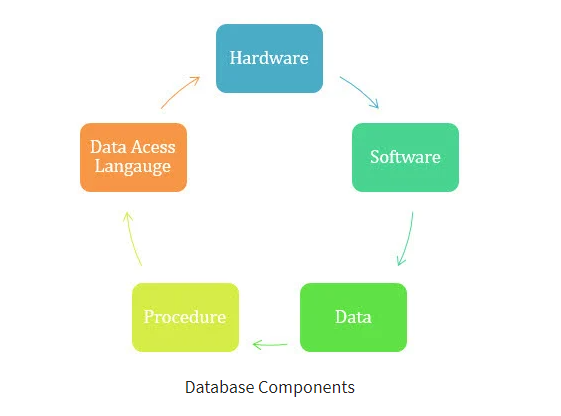 Hardware
Software
Data
Procedure
Data Acess
Langauge
Database Components